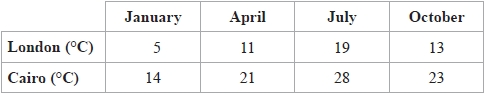 January April July October
London (°C) 5 11 19 13
Cairo (°C) 14 21 28 23